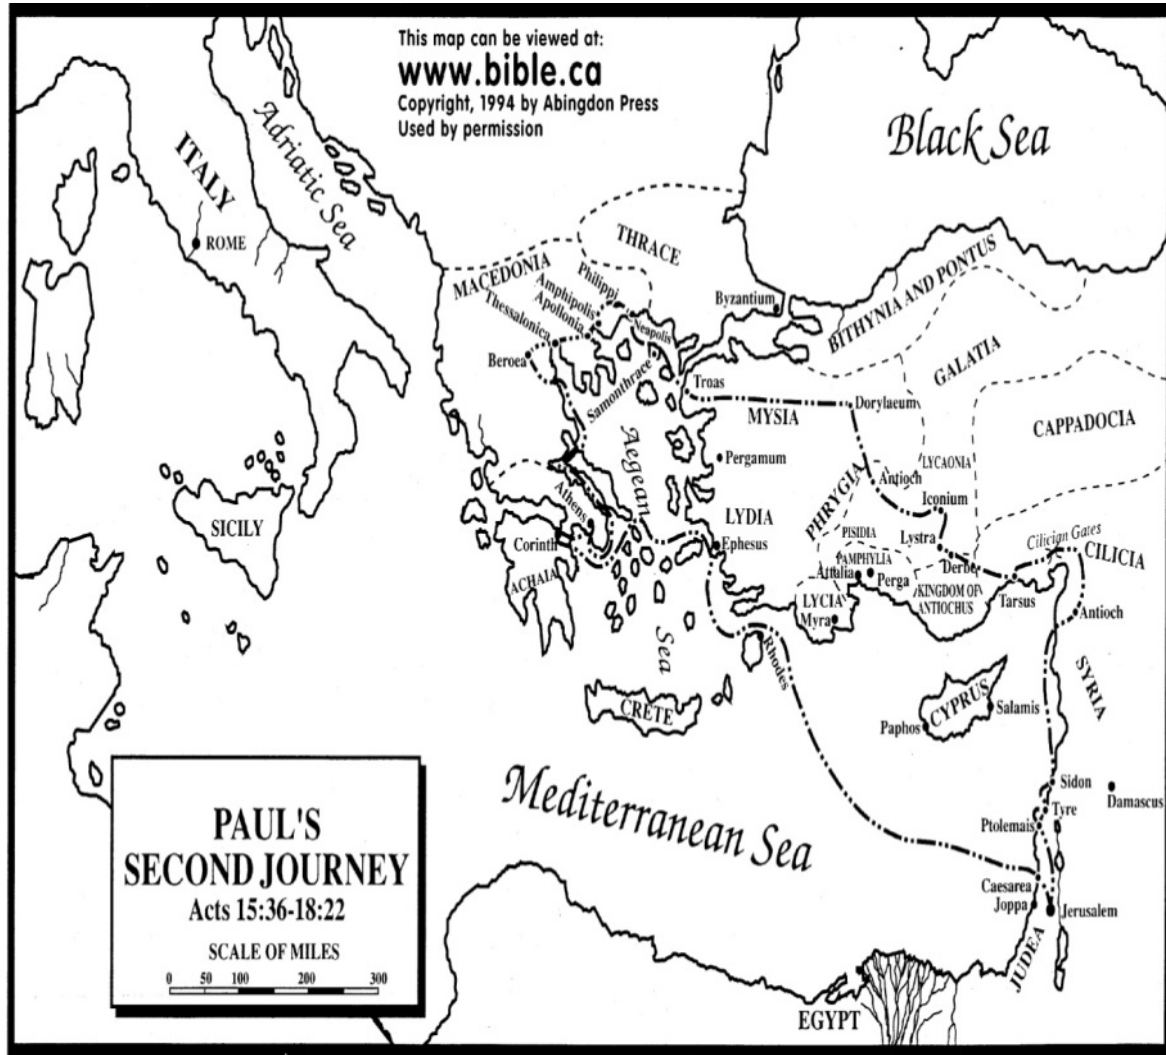 This map can be viewed at:
www.bible.ca
Copyright, 1994 by Abingdon Press
Used by permission
Black Sea
Adriatic Sea
ITALY
ROME
THRACE
MACEDONIA
Philippi
Amphipolis
Apollonia
Thessalonica
Neapolis
Byzantium
BITHYNIA AND PONTUS
GALATIA
Beroea
Samonthrace
Troas
MYSIA
Dorylaeum
CAPPADOCIA
Aegean
Sea
Pergamum
LYCAONIA
Antioch
PHRYGIA
Iconium
SICILY
Athens
Corinth
ACHAIA
LYDIA
Ephesus
PISIDIA
Lystra
Cilician Gates
CILICIA
PAMPHYLIA
Derbe
Attalia
Perga
KINGDOM OF
ANTIOCHUS
Tarsus
LYCIA
Myra
Antioch
Rhodes
SYRIA
CRETE
CYPRUS
Salamis
Paphos
Mediterranean Sea
Sidon
Damascus
Tyre
Ptolemais
Caesarea
Joppa
Jerusalem
JUDEA
EGYPT
PAUL'S
SECOND JOURNEY
Acts 15:36-18:22
SCALE OF MILES
0 50 100 200 300